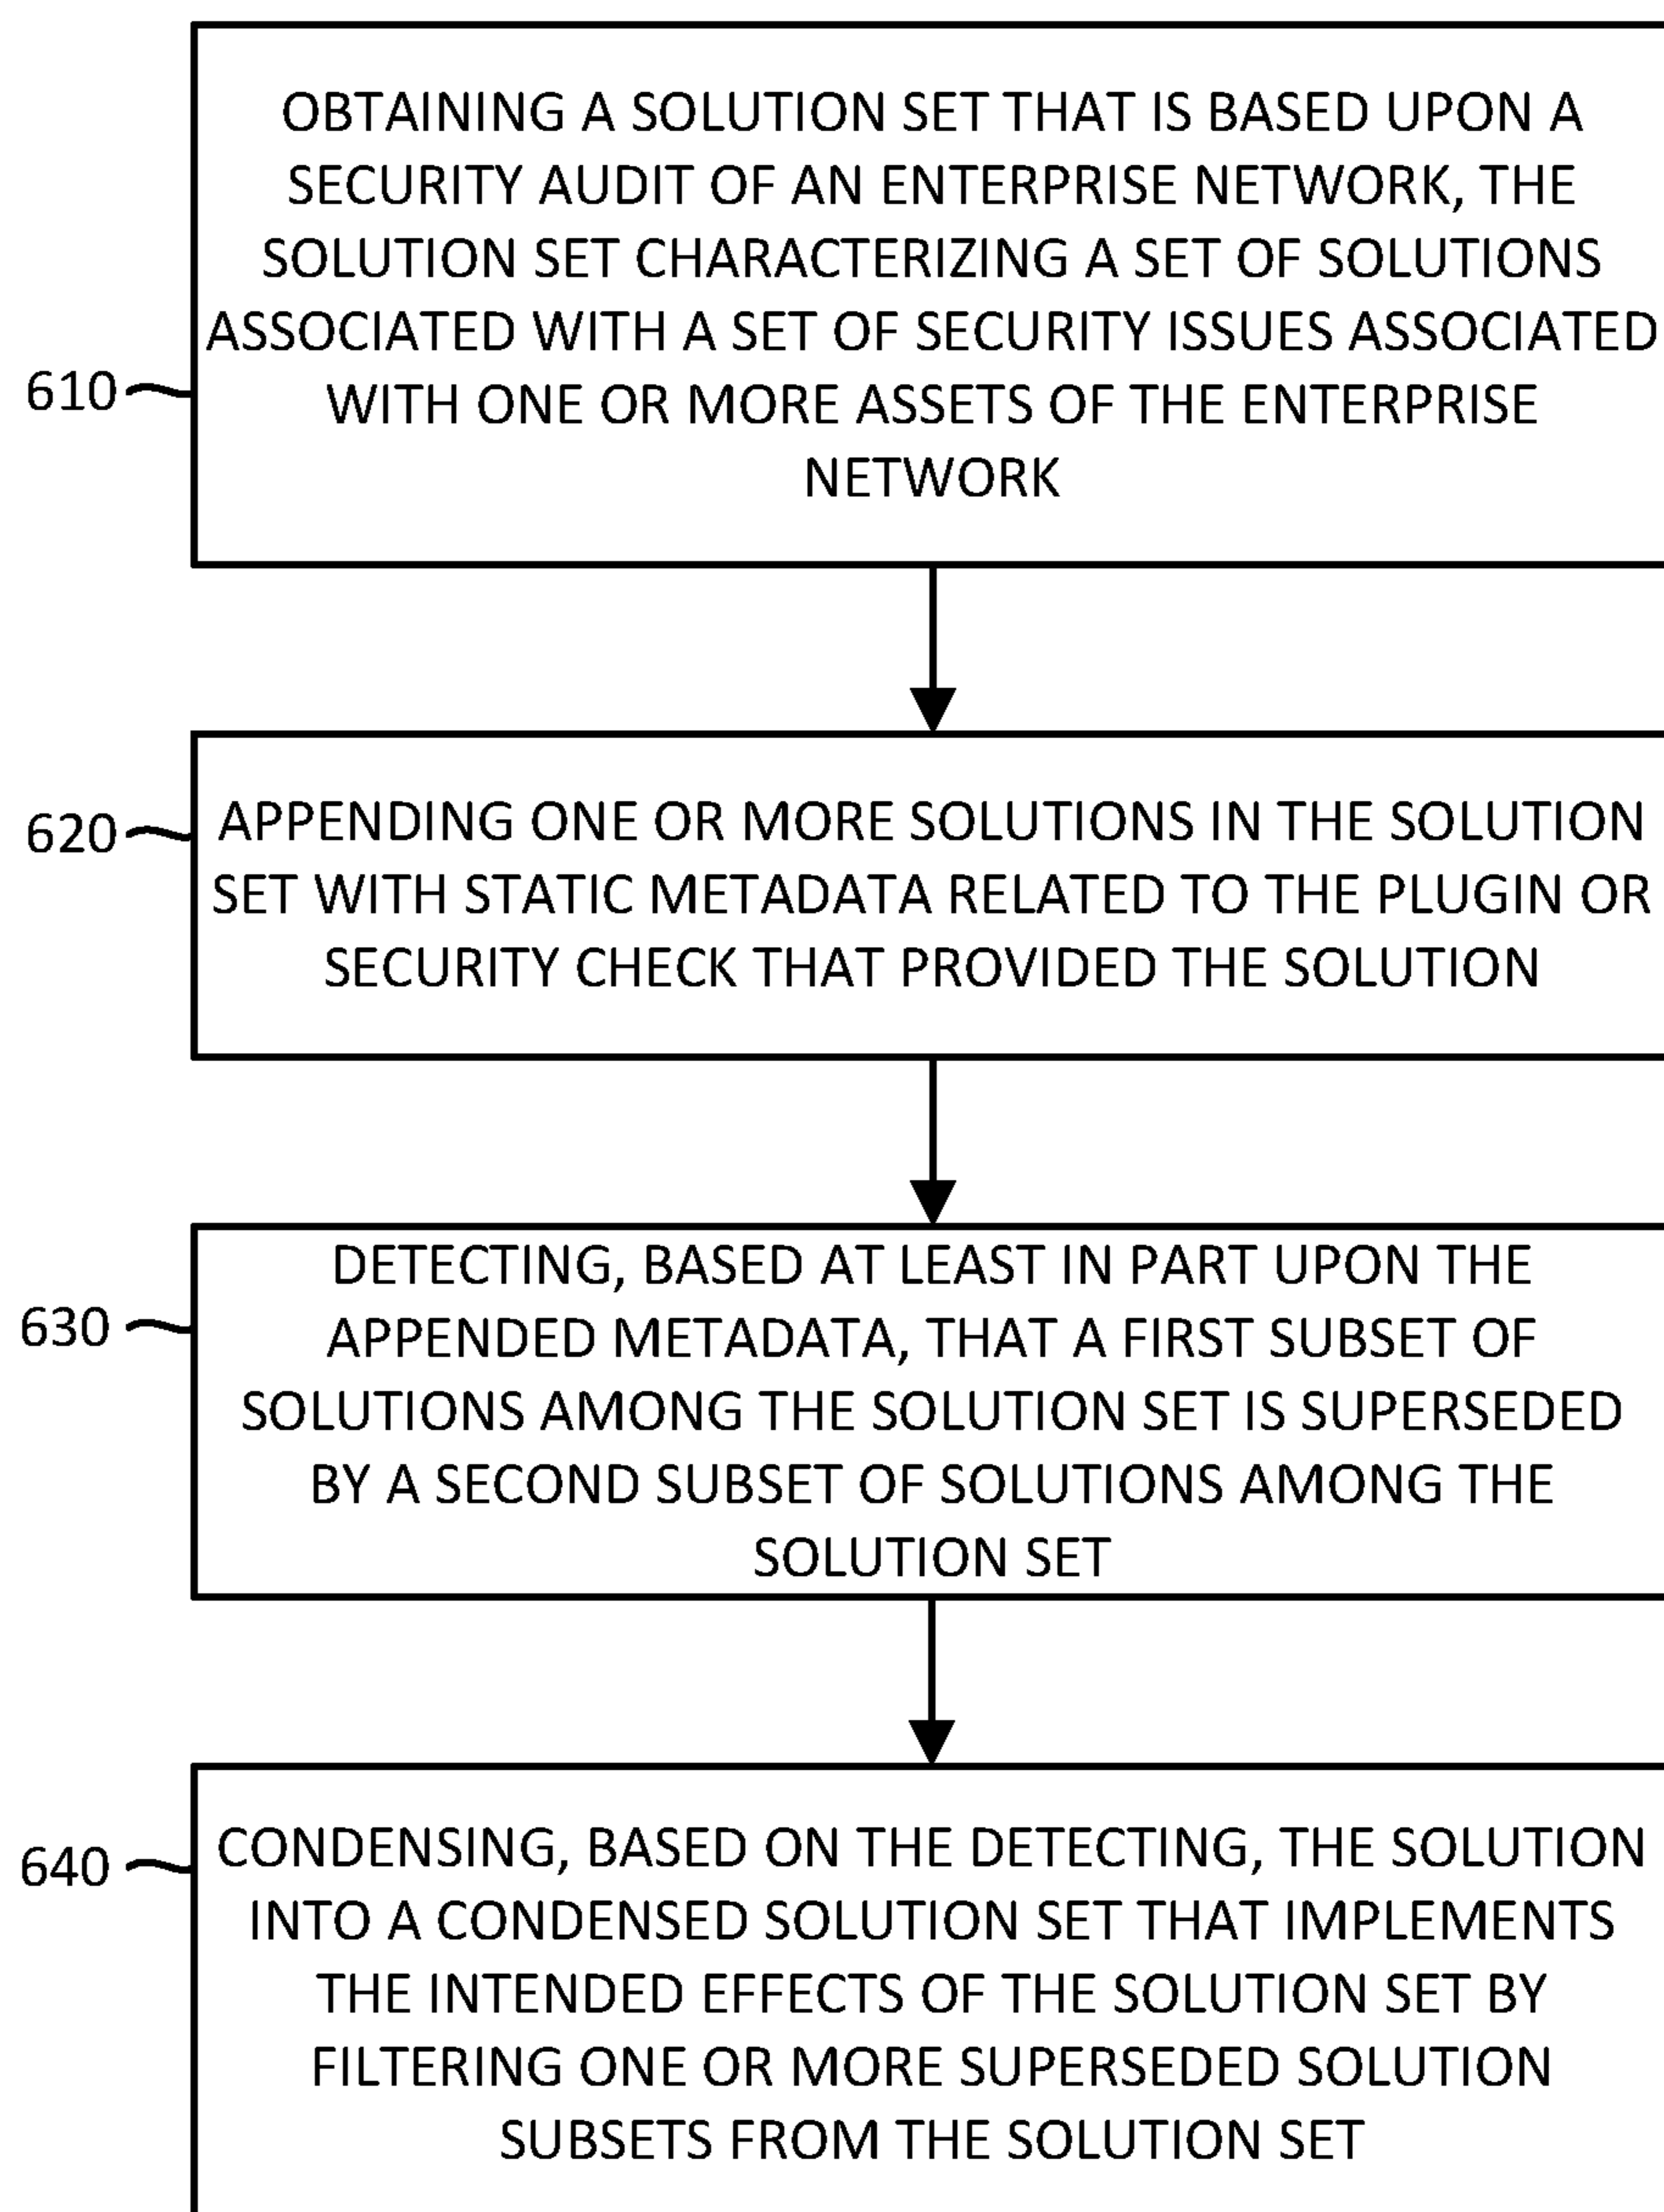 OBTAINING A SOLUTION SET THAT IS BASED UPON A
SECURITY AUDIT OF AN ENTERPRISE NETWORK, THE
SOLUTION SET CHARACTERIZING A SET OF SOLUTIONS
ASSOCIATED WITH A SET OF SECURITY ISSUES ASSOCIATED
610
WITH ONE OR MORE ASSETS OF THE ENTERPRISE
NETWORK
620
APPENDING ONE OR MORE SOLUTIONS IN THE SOLUTION
SET WITH STATIC METADATA RELATED TO THE PLUGIN OR
SECURITY CHECK THAT PROVIDED THE SOLUTION
DETECTING, BASED AT LEAST IN PART UPON THE
630
APPENDED METADATA, THAT A FIRST SUBSET OF
SOLUTIONS AMONG THE SOLUTION SET IS SUPERSEDED
BY A SECOND SUBSET OF SOLUTIONS AMONG THE
SOLUTION SET
640
CONDENSING, BASED ON THE DETECTING, THE SOLUTION
INTO A CONDENSED SOLUTION SET THAT IMPLEMENTS
THE INTENDED EFFECTS OF THE SOLUTION SET BY
FILTERING ONE OR MORE SUPERSEDED SOLUTION
SUBSETS FROM THE SOLUTION SET